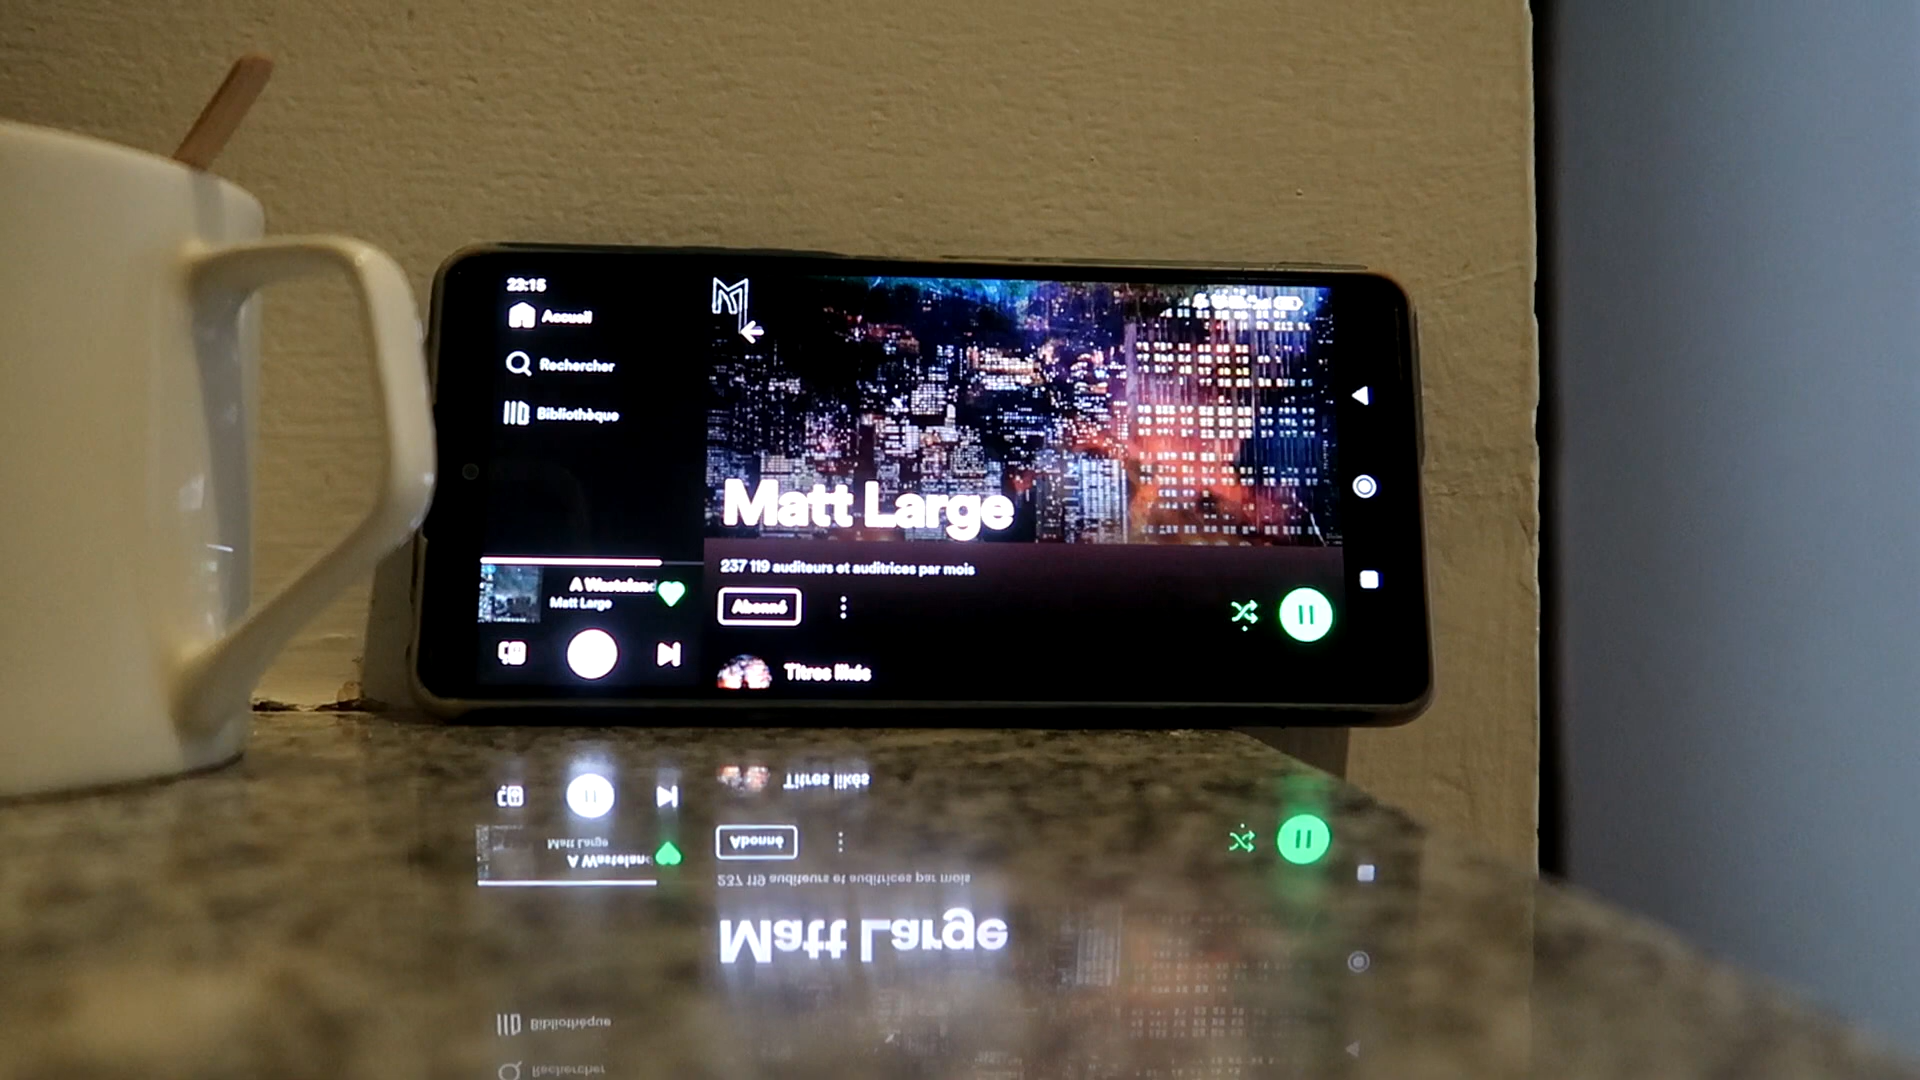 23:15
Accueil
Rechercher
Bibliothèque
A Wasteland
Matt Large
Matt Large
237 119 auditeurs et auditrices par mois
Abonné
Titres likés